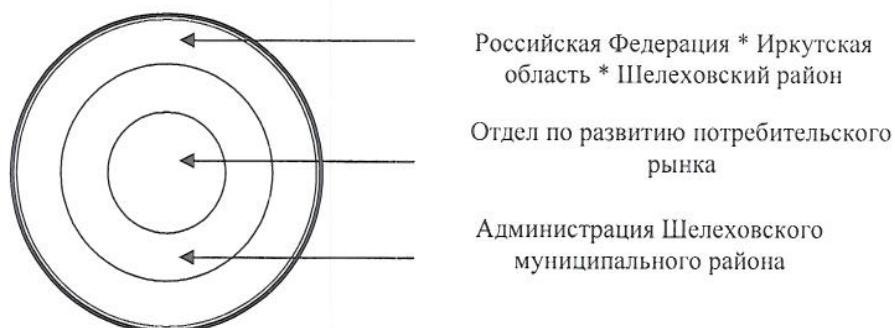 Российская Федерация * Иркутская
область * Шелеховский район
Отдел по развитию потребительского
рынка
Администрация Шелеховского
муниципального района